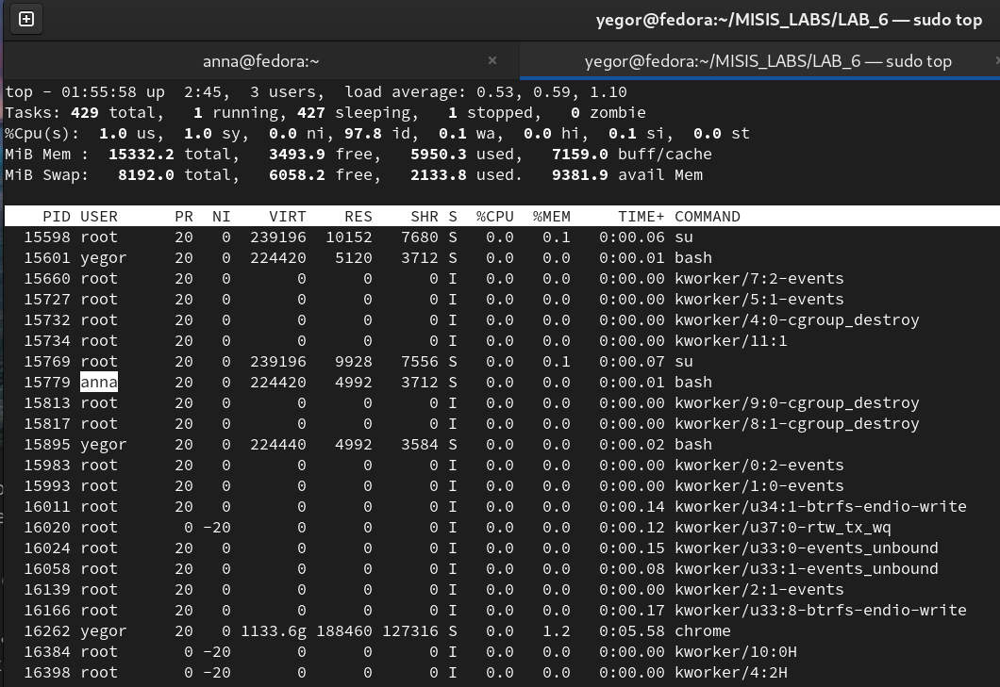 yegor@fedora:~/MISIS_LABS/LAB_6 — sudo top
anna@fedora:~ × yegor@fedora:~/MISIS_LABS/LAB_6 — sudo top
top - 01:55:58 up  2:45,  3 users,  load average: 0.53, 0.59, 1.10
Tasks: 429 total,   1 running, 427 sleeping,   1 stopped,   0 zombie
%Cpu(s):  1.0 us,  1.0 sy,  0.0 ni, 97.8 id,  0.1 wa,  0.0 hi,  0.1 si,  0.0 st
MiB Mem :  15332.2 total,   3493.9 free,   5950.3 used,   7159.0 buff/cache
MiB Swap:   8192.0 total,   6058.2 free,   2133.8 used.   9381.9 avail Mem
PID USER      PR  NI    VIRT    RES    SHR S  %CPU  %MEM     TIME+ COMMAND
15598 root      20   0  239196  10152   7680 S   0.0   0.1   0:00.06 su
15601 yegor     20   0  224420   5120   3712 S   0.0   0.0   0:00.01 bash
15660 root      20   0       0      0      0 I   0.0   0.0   0:00.00 kworker/7:2-events
15727 root      20   0       0      0      0 I   0.0   0.0   0:00.00 kworker/5:1-events
15732 root      20   0       0      0      0 I   0.0   0.0   0:00.00 kworker/4:0-cgroup_destroy
15734 root      20   0       0      0      0 I   0.0   0.0   0:00.00 kworker/11:1
15769 root      20   0  239196   9928   7556 S   0.0   0.1   0:00.07 su
15779 anna      20   0  224420   4992   3712 S   0.0   0.0   0:00.01 bash
15813 root      20   0       0      0      0 I   0.0   0.0   0:00.00 kworker/9:0-cgroup_destroy
15817 root      20   0       0      0      0 I   0.0   0.0   0:00.00 kworker/8:1-cgroup_destroy
15895 yegor     20   0  224440   4992   3584 S   0.0   0.0   0:00.02 bash
15983 root      20   0       0      0      0 I   0.0   0.0   0:00.00 kworker/0:2-events
15993 root      20   0       0      0      0 I   0.0   0.0   0:00.00 kworker/1:0-events
16011 root      20   0       0      0      0 I   0.0   0.0   0:00.14 kworker/u34:1-btrfs-endio-write
16020 root       0 -20       0      0      0 I   0.0   0.0   0:00.12 kworker/u37:0-rtw_tx_wq
16024 root      20   0       0      0      0 I   0.0   0.0   0:00.15 kworker/u33:0-events_unbound
16058 root      20   0       0      0      0 I   0.0   0.0   0:00.08 kworker/u33:1-events_unbound
16139 root      20   0       0      0      0 I   0.0   0.0   0:00.00 kworker/2:1-events
16166 root      20   0       0      0      0 I   0.0   0.0   0:00.17 kworker/u33:8-btrfs-endio-write
16262 yegor     20   0 1133.6g 188460 127316 S   0.0   1.2   0:05.58 chrome
16384 root       0 -20       0      0      0 I   0.0   0.0   0:00.00 kworker/10:0H
16398 root       0 -20       0      0      0 I   0.0   0.0   0:00.00 kworker/4:2H